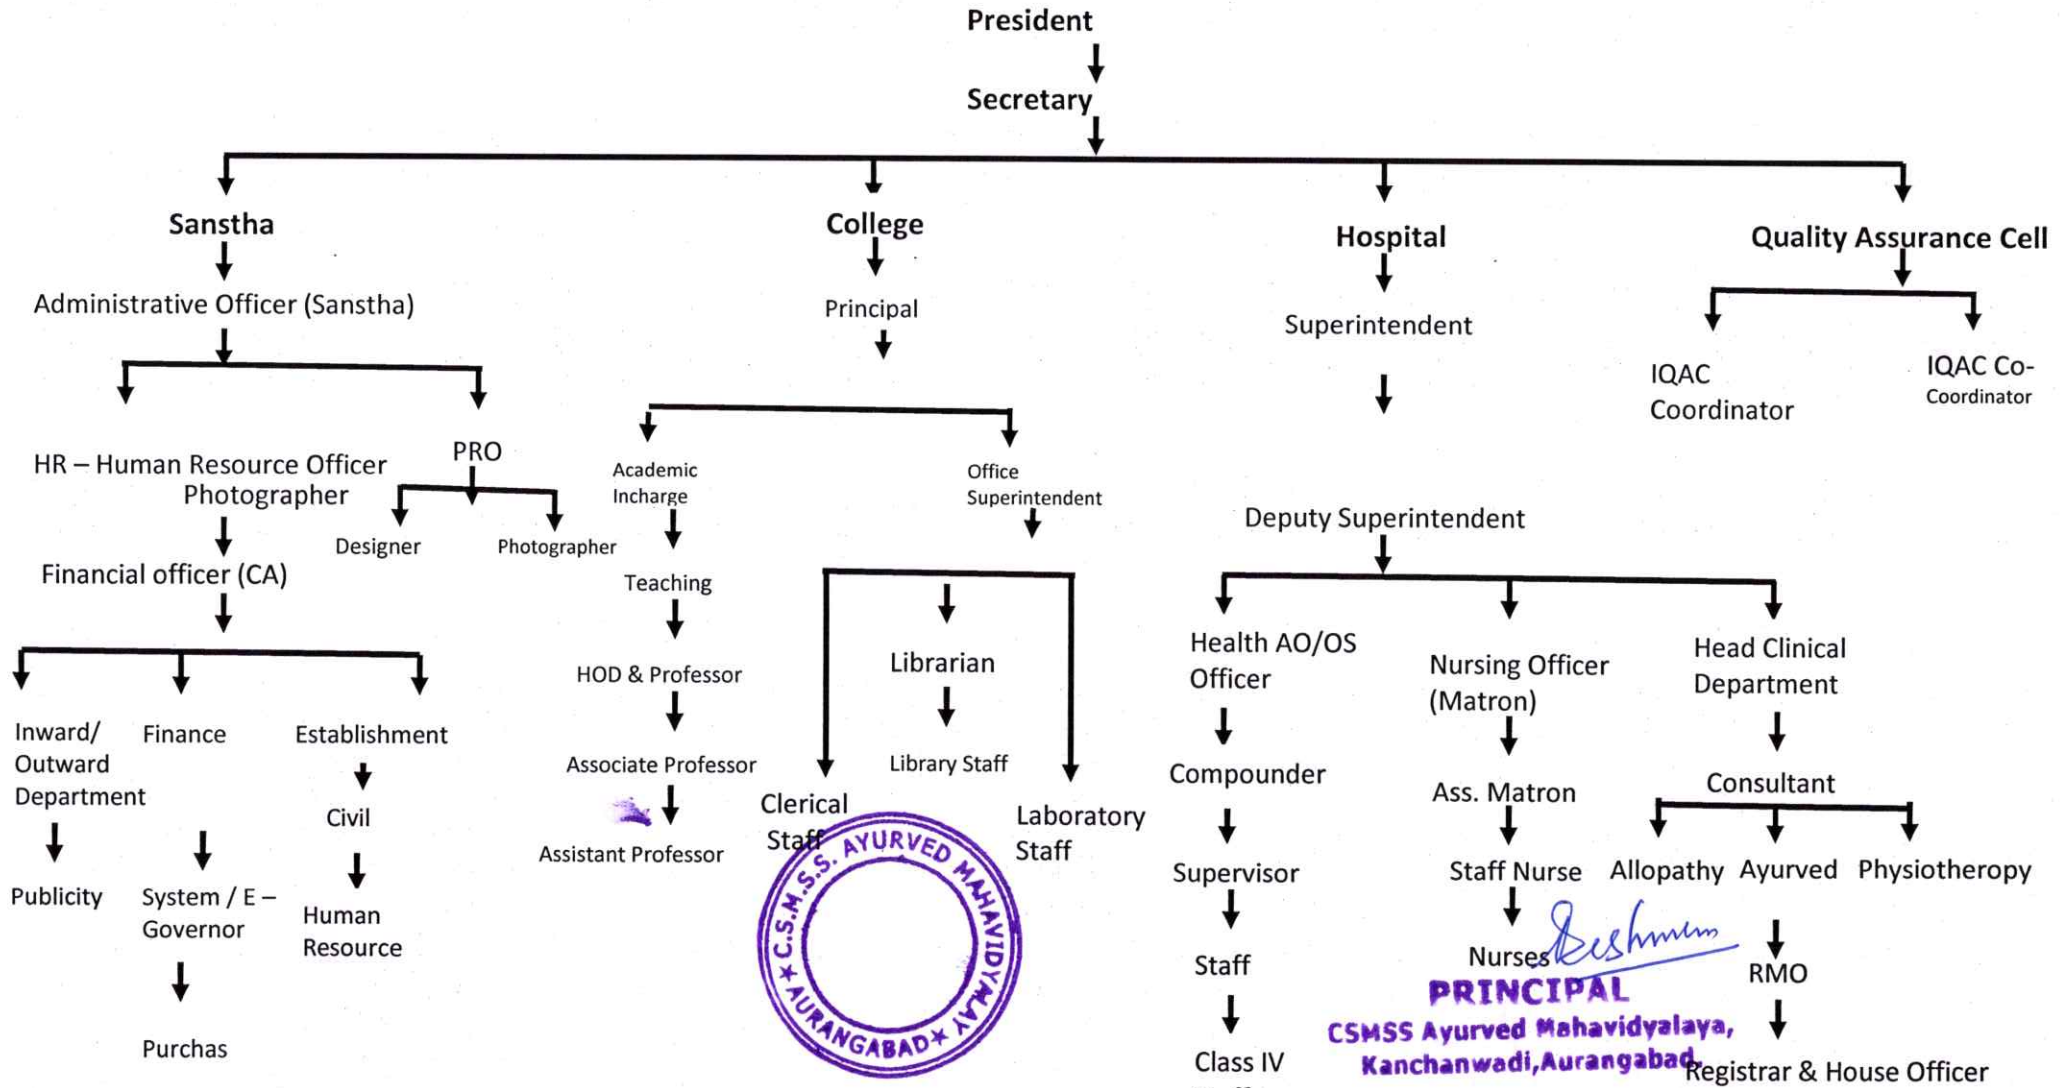 President
Secretary
Sanstha
College
Hospital
Quality Assurance Cell
Administrative Officer (Sanstha)
Principal
Superintendent
IQAC
Coordinator
IQAC Co-
Coordinator
HR – Human Resource Officer
Photographer
PRO
Designer
Photographer
Financial officer (CA)
Inward/
Outward
Department
Finance
Establishment
Publicity
System / E –
Governor
Purchas
Civil
Human
Resource
Academic
Incharge
Office
Superintendent
Teaching
HOD & Professor
Associate Professor
Assistant Professor
Librarian
Library Staff
Clerical
Staff
Laboratory
Staff
C.S.M.S.S. AYURVED MAHAVIDYALAY
AURANGABAD
Deputy Superintendent
Health AO/OS
Officer
Compounder
Supervisor
Staff
Class IV
Nursing Officer
(Matron)
Ass. Matron
Staff Nurse
Nurses
Head Clinical
Department
Consultant
Allopathy
Ayurved
Physiotheropy
RMO
Registrar & House Officer
PRINCIPAL
CSMSS Ayurved Mahavidyalaya,
Kanchanwadi,Aurangabad.